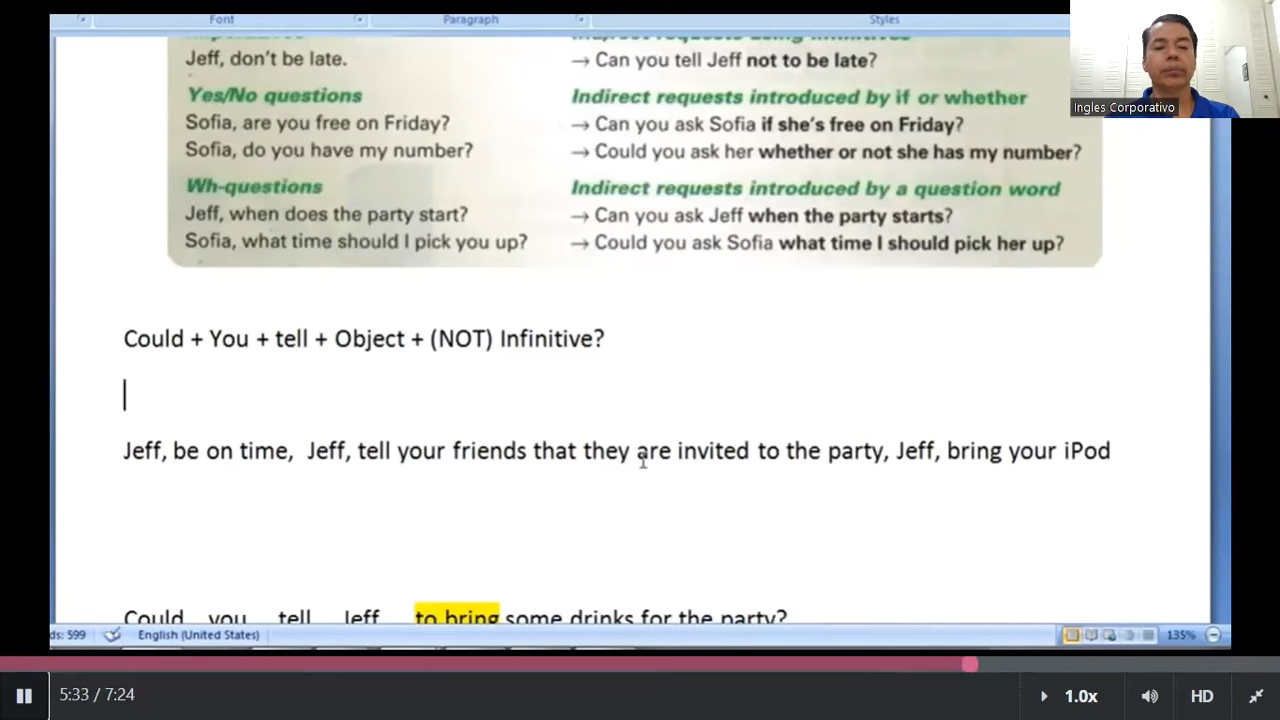 Font Paragraph Styles
Indirect requests using infinitives
Jeff, don't be late. → Can you tell Jeff not to be late?
Yes/No questions Indirect requests introduced by if or whether
Sofia, are you free on Friday? → Can you ask Sofia if she's free on Friday?
Sofia, do you have my number? → Could you ask her whether or not she has my number?
Wh-questions Indirect requests introduced by a question word
Jeff, when does the party start? → Can you ask Jeff when the party starts?
Sofia, what time should I pick you up? → Could you ask Sofia what time I should pick her up?
Ingles Corporativo
Could + You + tell + Object + (NOT) Infinitive?
Jeff, be on time, Jeff, tell your friends that they are invited to the party, Jeff, bring your iPod
Could you tell Jeff to bring some drinks for the party?
ds: 599 English (United States) 135%
5:33 / 7:24 1.0x HD